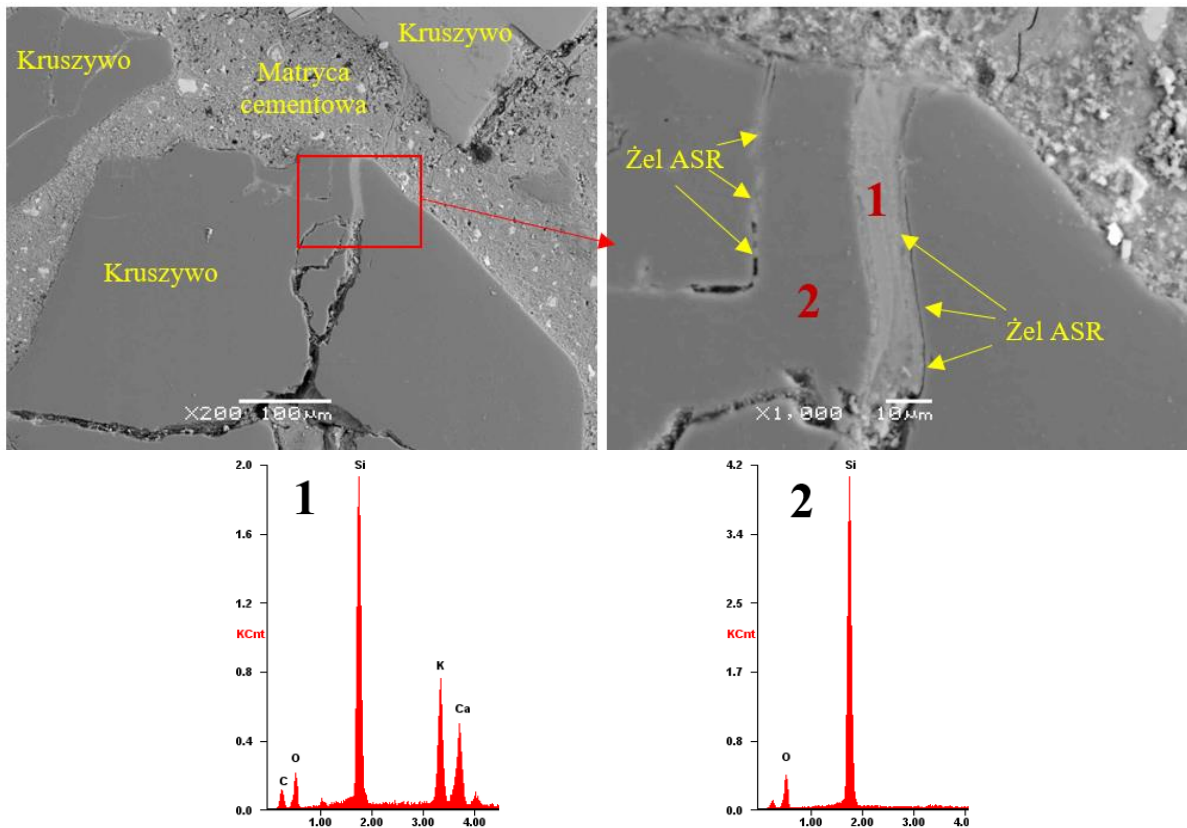 Kruszywo
Kruszywo
Matryca
cementowa
Kruszywo
X200 100µm
Żel ASR
1
2
Żel ASR
X1,000 10µm
1
2.0
1.6
1.2
KCnt
0.8
0.4
0.0
C
O
Si
K
Ca
1.00 2.00 3.00 4.00
2
4.2
3.4
2.5
KCnt
1.7
0.8
0.0
O
Si
1.00 2.00 3.00 4.0